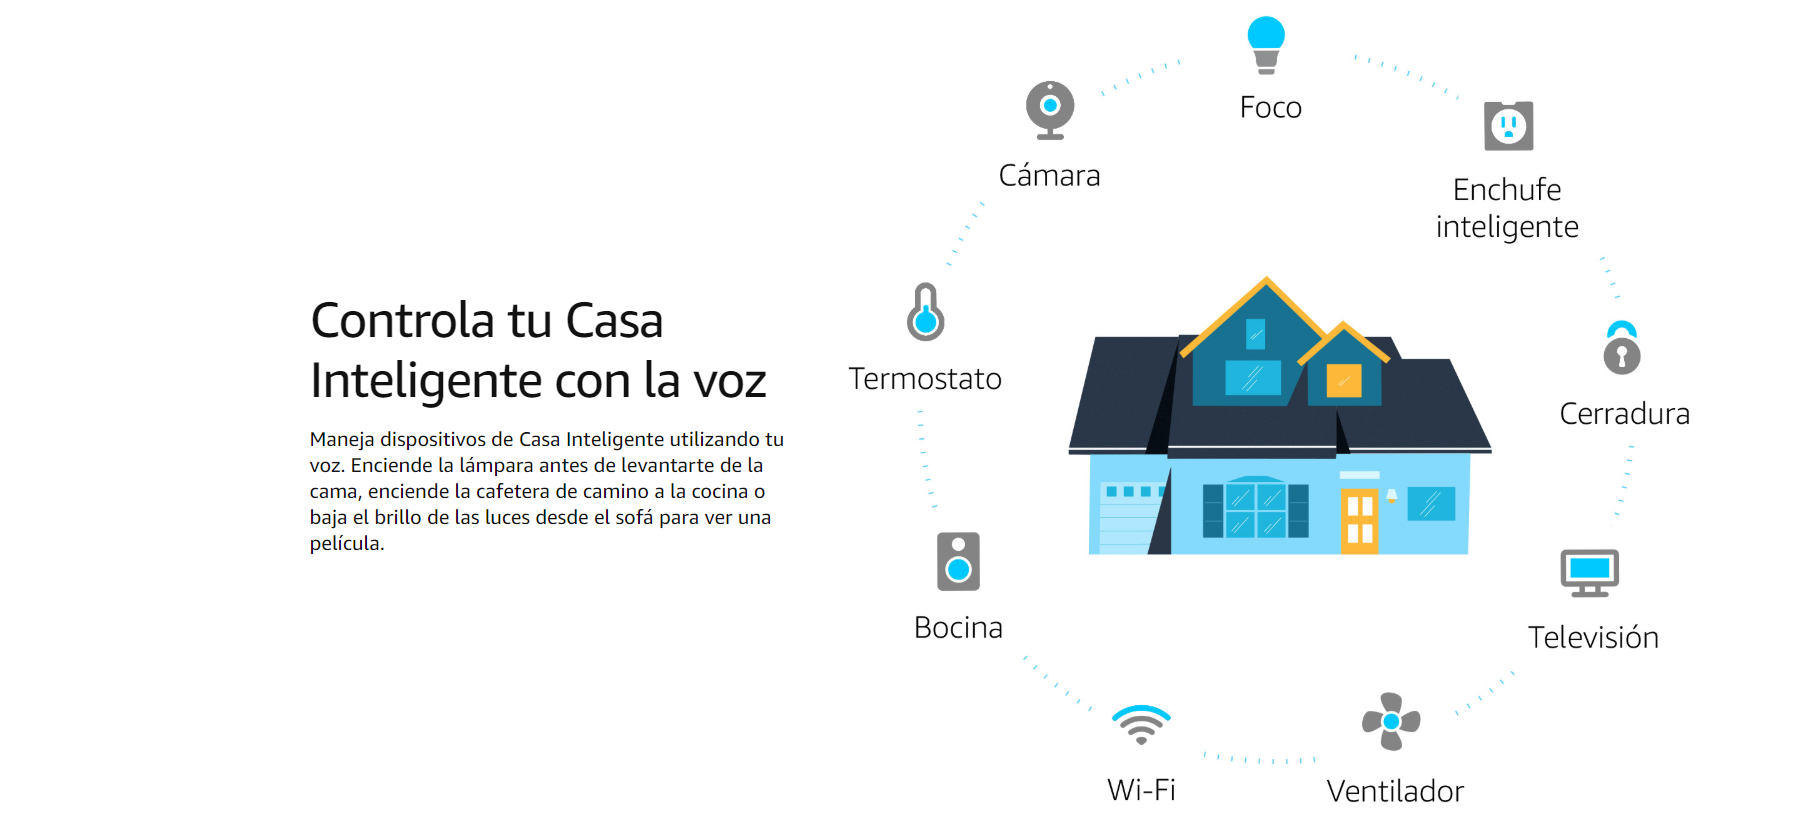 Controla tu Casa
Inteligente con la voz
Maneja dispositivos de Casa Inteligente utilizando tu
voz. Enciende la lámpara antes de levantarte de la
cama, enciende la cafetera de camino a la cocina o
baja el brillo de las luces desde el sofá para ver una
película.
Foco
Enchufe
inteligente
Cerradura
Televisión
Ventilador
Wi-Fi
Bocina
Termostato
Cámara